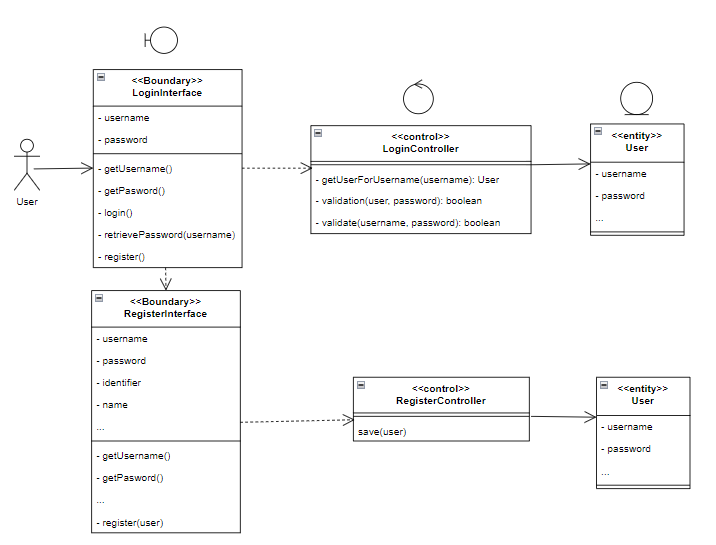 <<Boundary>>
LoginInterface
- username
- password
- getUsername()
- getPasword()
- login()
- retrievePassword(username)
- register()
User
<<control>>
LoginController
- getUserForUsername(username): User
- validation(user, password): boolean
- validate(username, password): boolean
<<entity>>
User
- username
- password
...
<<Boundary>>
RegisterInterface
- username
- password
- identifier
- name
...
- getUsername()
- getPasword()
...
- register(user)
<<control>>
RegisterController
save(user)
<<entity>>
User
- username
- password
...